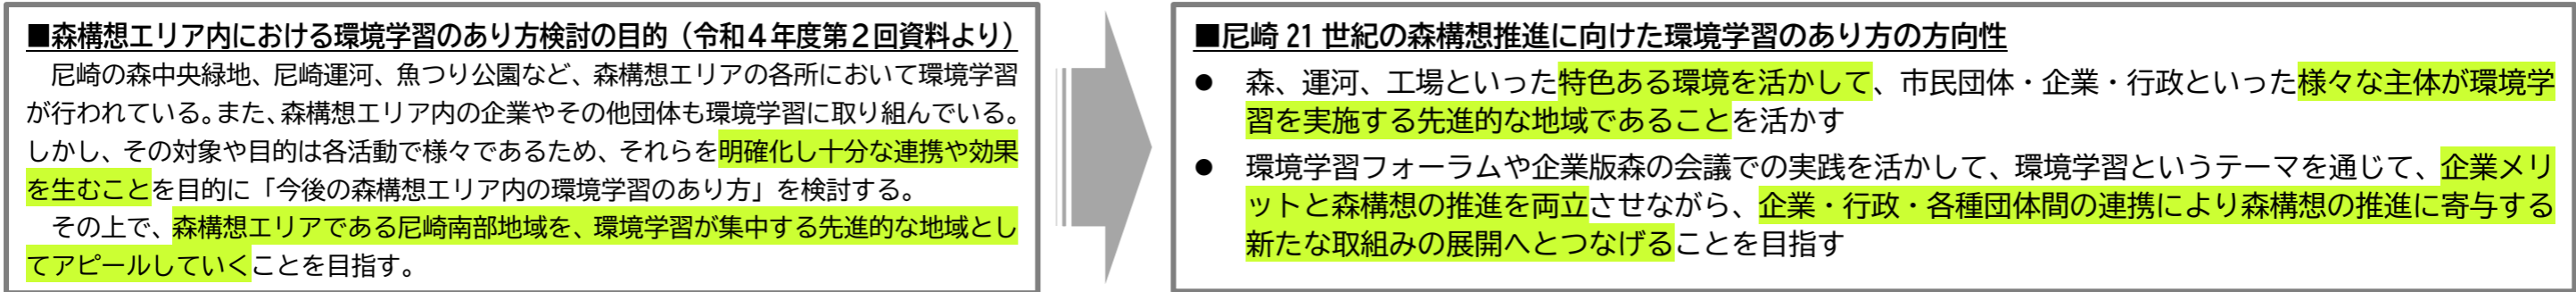 ■森構想エリア内における環境学習のあり方検討の目的（令和４年度第２回資料より）
尼崎の森中央緑地、尼崎運河、魚つり公園など、森構想エリアの各所において環境学習
が行われている。また、森構想エリア内の企業やその他団体も環境学習に取り組んでいる。
しかし、その対象や目的は各活動で様々であるため、それらを明確化し十分な連携や効果
を生むことを目的に「今後の森構想エリア内の環境学習のあり方」を検討する。
その上で、森構想エリアである尼崎南部地域を、環境学習が集中する先進的な地域とし
てアピールしていくことを目指す。
■尼崎 21 世紀の森構想推進に向けた環境学習のあり方の方向性
● 森、運河、工場といった特色ある環境を活かして、市民団体・企業・行政といった様々な主体が環境学
習を実施する先進的な地域であることを活かす
● 環境学習フォーラムや企業版森の会議での実践を活かして、環境学習というテーマを通じて、企業メリ
ットと森構想の推進を両立させながら、企業・行政・各種団体間の連携により森構想の推進に寄与する
新たな取組みの展開へとつなげることを目指す